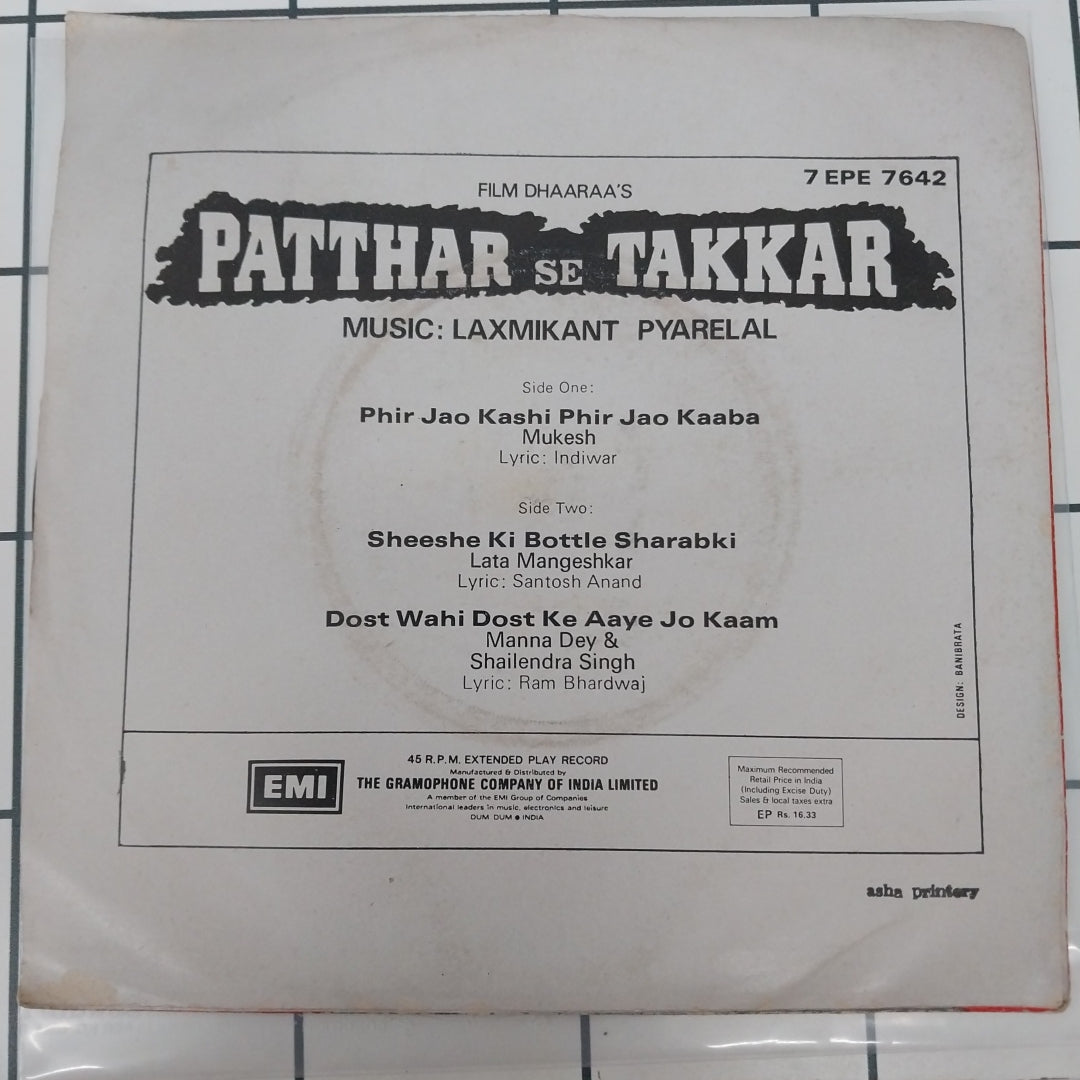 7 EPE 7642
FILM DHAARAA'S
PATTHAR SE TAKKAR
MUSIC: LAXMIKANT PYARELAL
Side One:
Phir Jao Kashi Phir Jao Kaaba
Mukesh
Lyric: Indiwar
Side Two:
Sheeshe Ki Bottle Sharabki
Lata Mangeshkar
Lyric: Santosh Anand
Dost Wahi Dost Ke Aaye Jo Kaam
Manna Dey &
Shailendra Singh
Lyric: Ram Bhardwaj
DESIGN: BANIBRATA
EMI
45 R.P.M. EXTENDED PLAY RECORD
Manufactured & Distributed by
THE GRAMOPHONE COMPANY OF INDIA LIMITED
A member of the EMI Group of Companies
International leaders in music, electronics and leisure
DUM DUM ● INDIA
Maximum Recommended
Retail Price in India
(Including Excise Duty)
Sales & local taxes extra
EP Rs. 16.33
asha printery